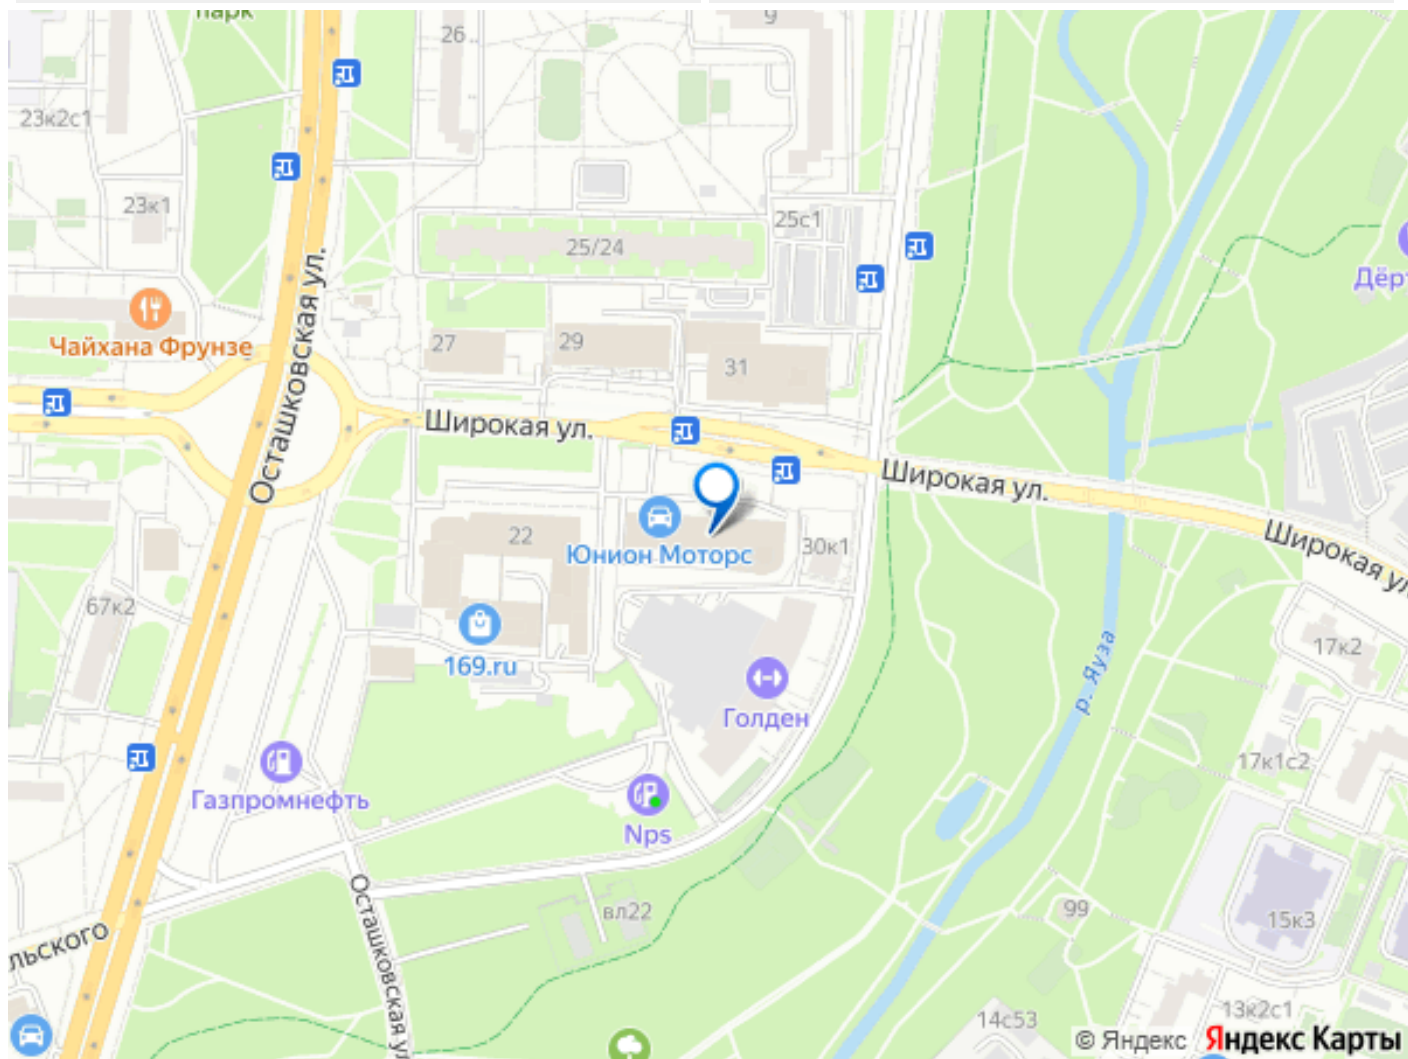 парк
9
26
23к2с1
23к1
25с1
25/24
Осташковская ул.
Чайхана Фрунзе
27
29
31
Широкая ул.
Широкая ул.
Широкая ул.
22
Юнион Моторс
30к1
67к2
169.ru
Голден
17к2
р. Яуза
17к1с2
Газпромнефть
Nps
Осташковская ул
вл22
99
15к3
льского
14с53
13к2с1
Дёрт
© Яндекс Яндекс Карты